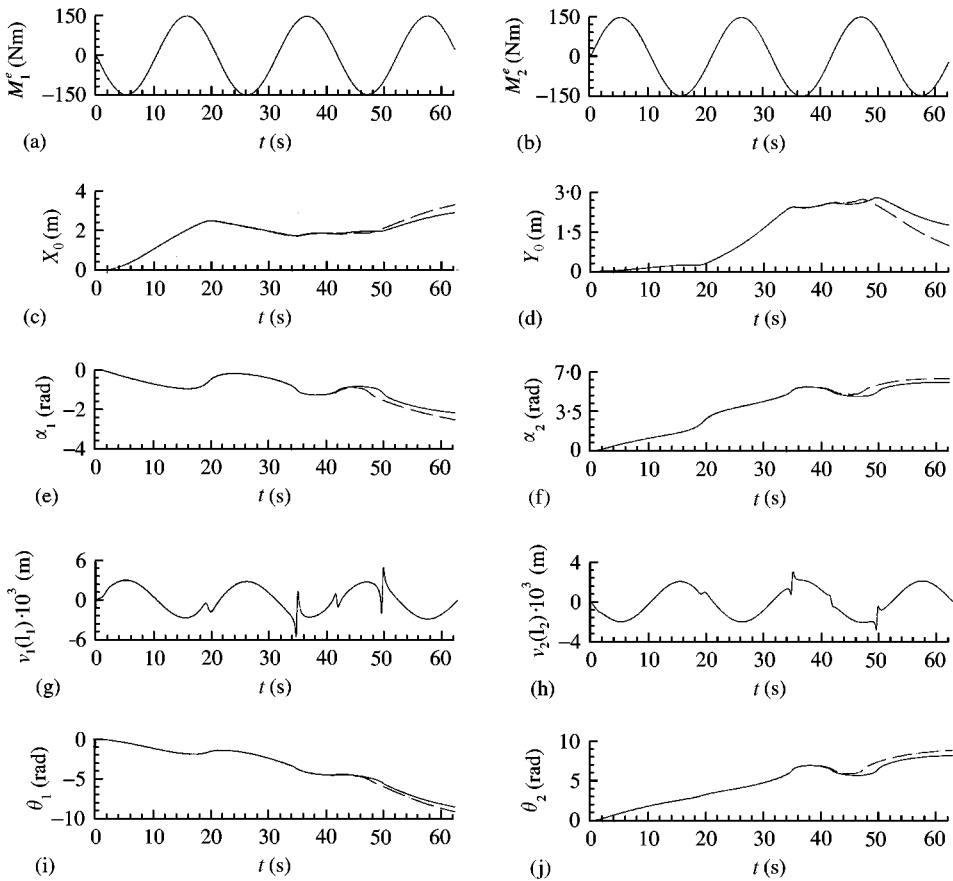 150
0
−150
M₁ᵉ (Nm)
0 10 20 30 40 50 60
t (s)
(a)
150
0
−150
M₂ᵉ (Nm)
0 10 20 30 40 50 60
t (s)
(b)
4
2
0
X₀ (m)
0 10 20 30 40 50 60
t (s)
(c)
3·0
1·5
0
Y₀ (m)
0 10 20 30 40 50 60
t (s)
(d)
0
−2
−4
α₁ (rad)
0 10 20 30 40 50 60
t (s)
(e)
7·0
3·5
0
α₂ (rad)
0 10 20 30 40 50 60
t (s)
(f)
6
0
−6
v₁(l₁)·10³ (m)
0 10 20 30 40 50 60
t (s)
(g)
4
0
−4
v₂(l₂)·10³ (m)
0 10 20 30 40 50 60
t (s)
(h)
0
−5
−10
θ₁ (rad)
0 10 20 30 40 50 60
t (s)
(i)
10
5
0
θ₂ (rad)
0 10 20 30 40 50 60
t (s)
(j)